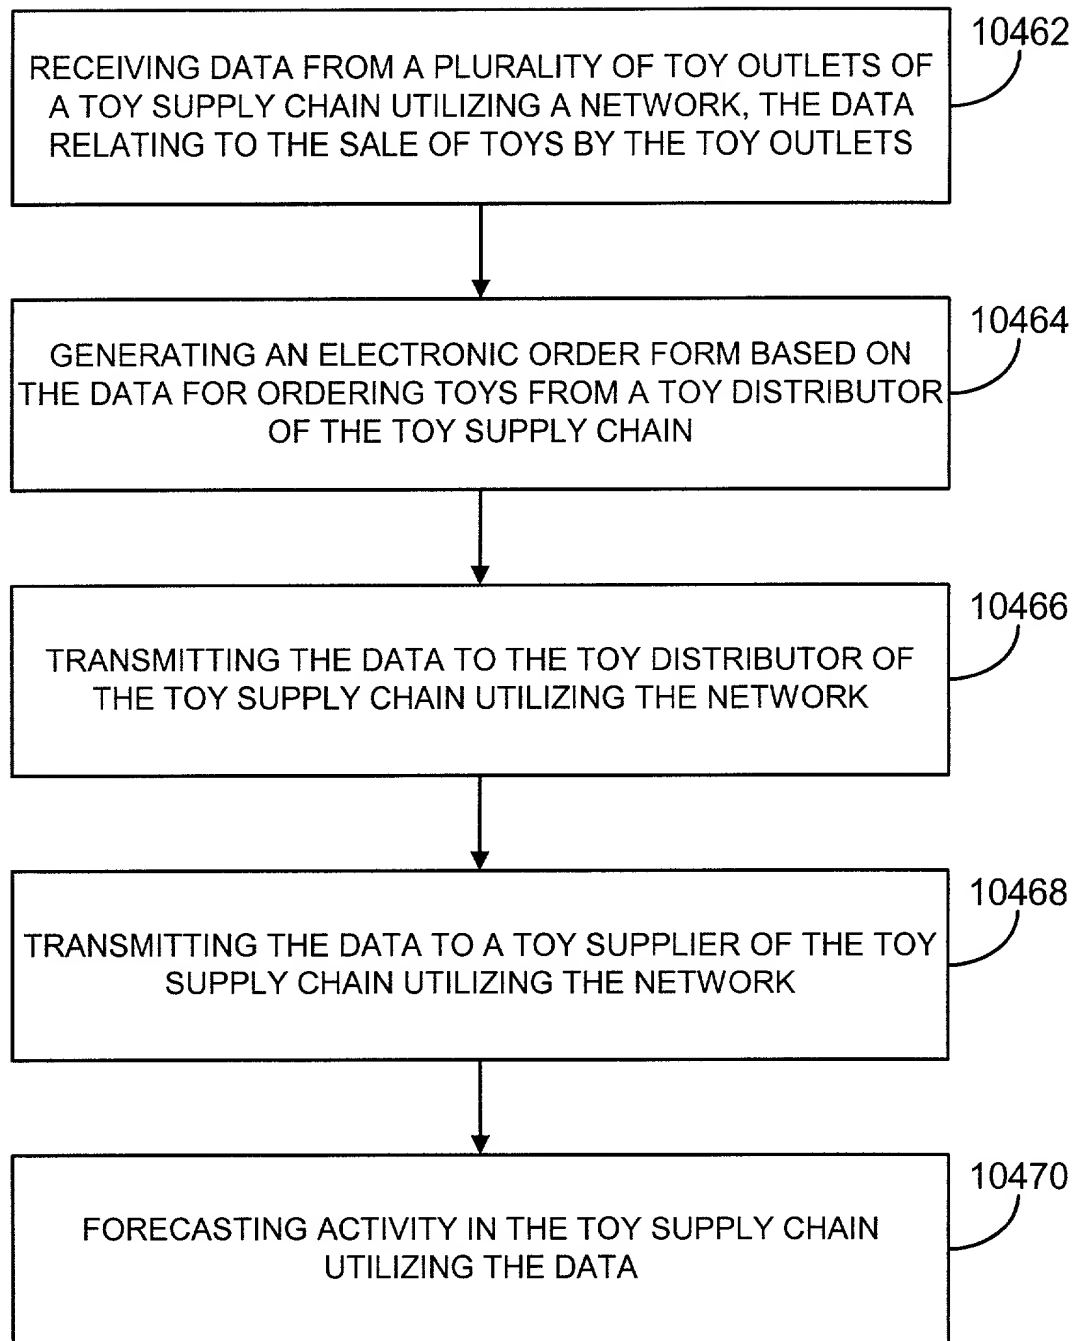 10462
RECEIVING DATA FROM A PLURALITY OF TOY OUTLETS OF
A TOY SUPPLY CHAIN UTILIZING A NETWORK, THE DATA
RELATING TO THE SALE OF TOYS BY THE TOY OUTLETS
10464
GENERATING AN ELECTRONIC ORDER FORM BASED ON
THE DATA FOR ORDERING TOYS FROM A TOY DISTRIBUTOR
OF THE TOY SUPPLY CHAIN
10466
TRANSMITTING THE DATA TO THE TOY DISTRIBUTOR OF
THE TOY SUPPLY CHAIN UTILIZING THE NETWORK
10468
TRANSMITTING THE DATA TO A TOY SUPPLIER OF THE TOY
SUPPLY CHAIN UTILIZING THE NETWORK
10470
FORECASTING ACTIVITY IN THE TOY SUPPLY CHAIN
UTILIZING THE DATA